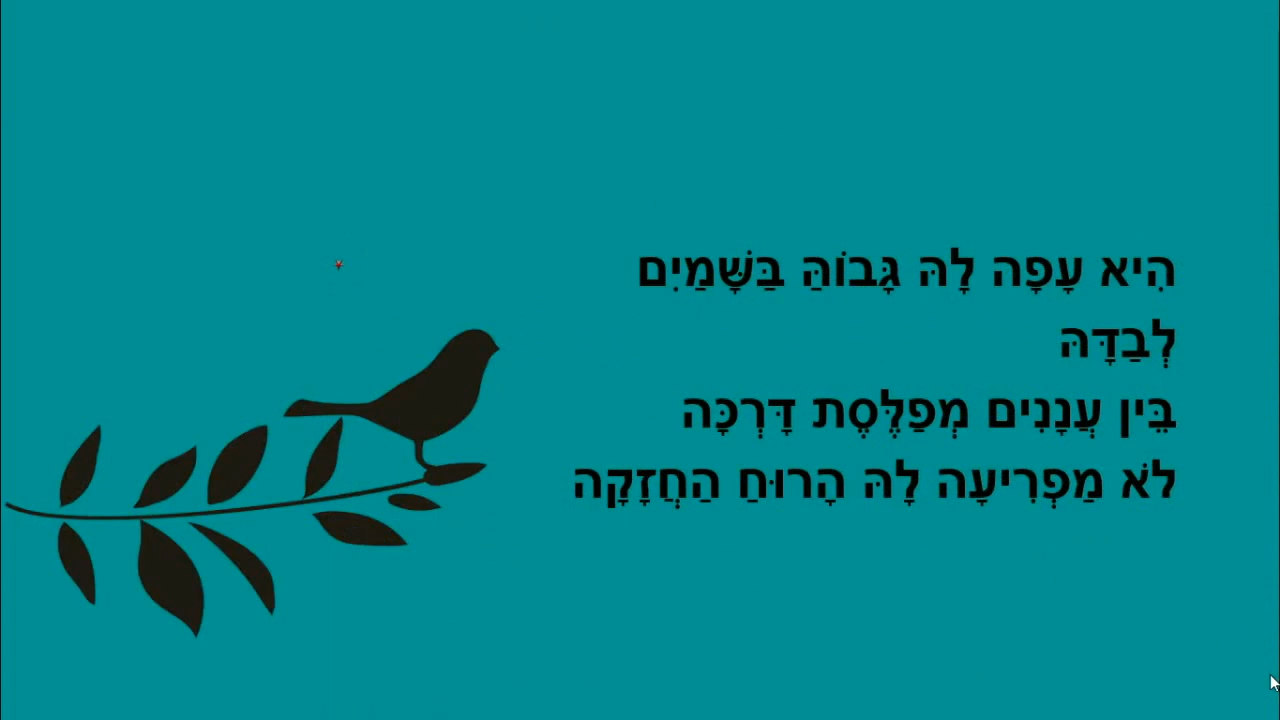 הִיא עָפָה לָהּ גָּבוֹהַּ בַּשָּׁמַיִם
לְבַדָּהּ
בֵּין עֲנָנִים מְפַלֶּסֶת דָּרְכָּהּ
לֹא מַפְרִיעָה לָהּ הָרוּחַ הַחֲזָקָה